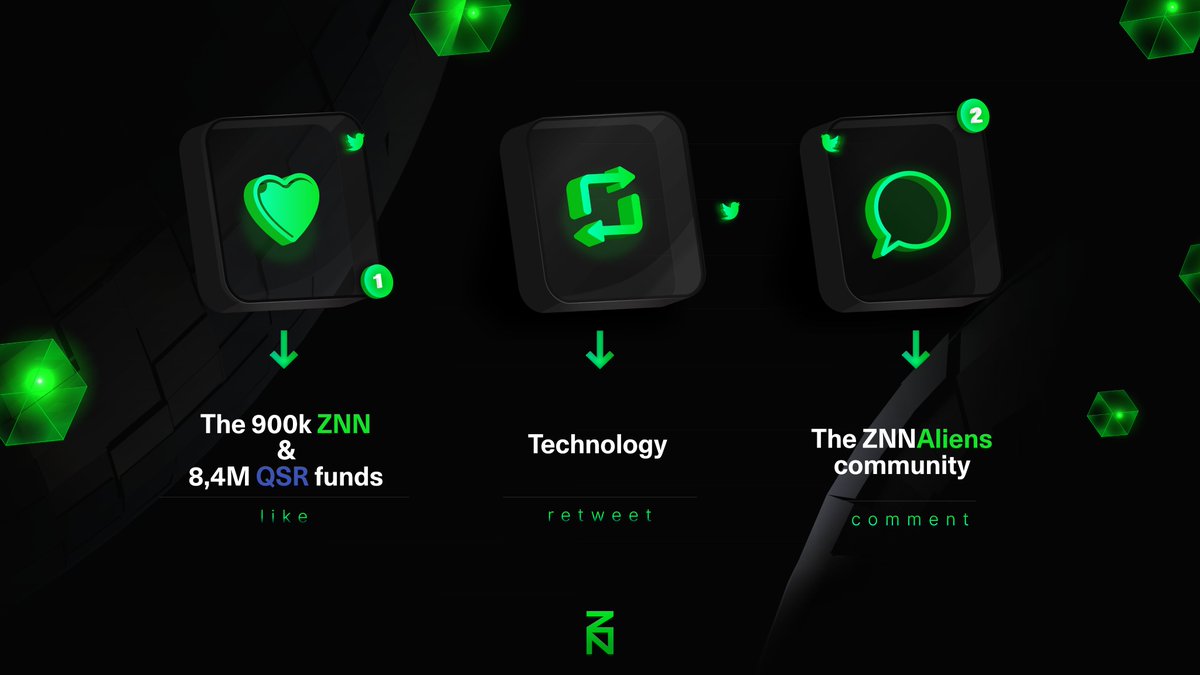 1
2
The 900k ZNN
&
8,4M QSR funds
like
Technology
retweet
The ZNNAliens
community
comment